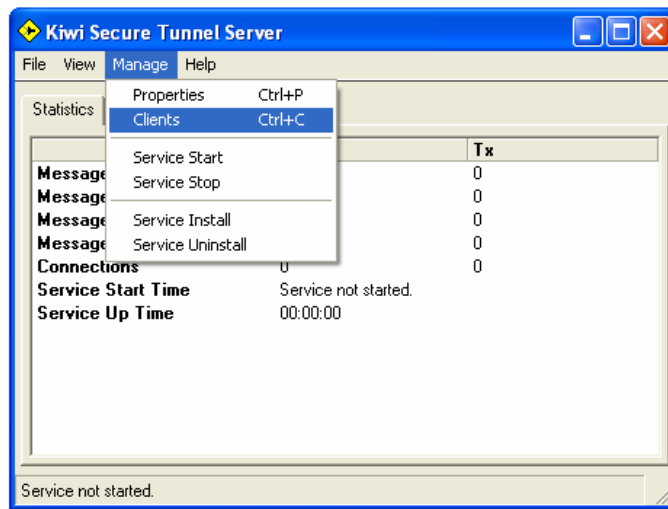 Kiwi Secure Tunnel Server
File View Manage Help
Properties Ctrl+P
Statistics
Clients Ctrl+C
Tx
Service Start
Message 0
Service Stop
Message 0
Message 0
Service Install
Message 0
Service Uninstall
Connections 0 0
Service Start Time Service not started.
Service Up Time 00:00:00
Service not started.